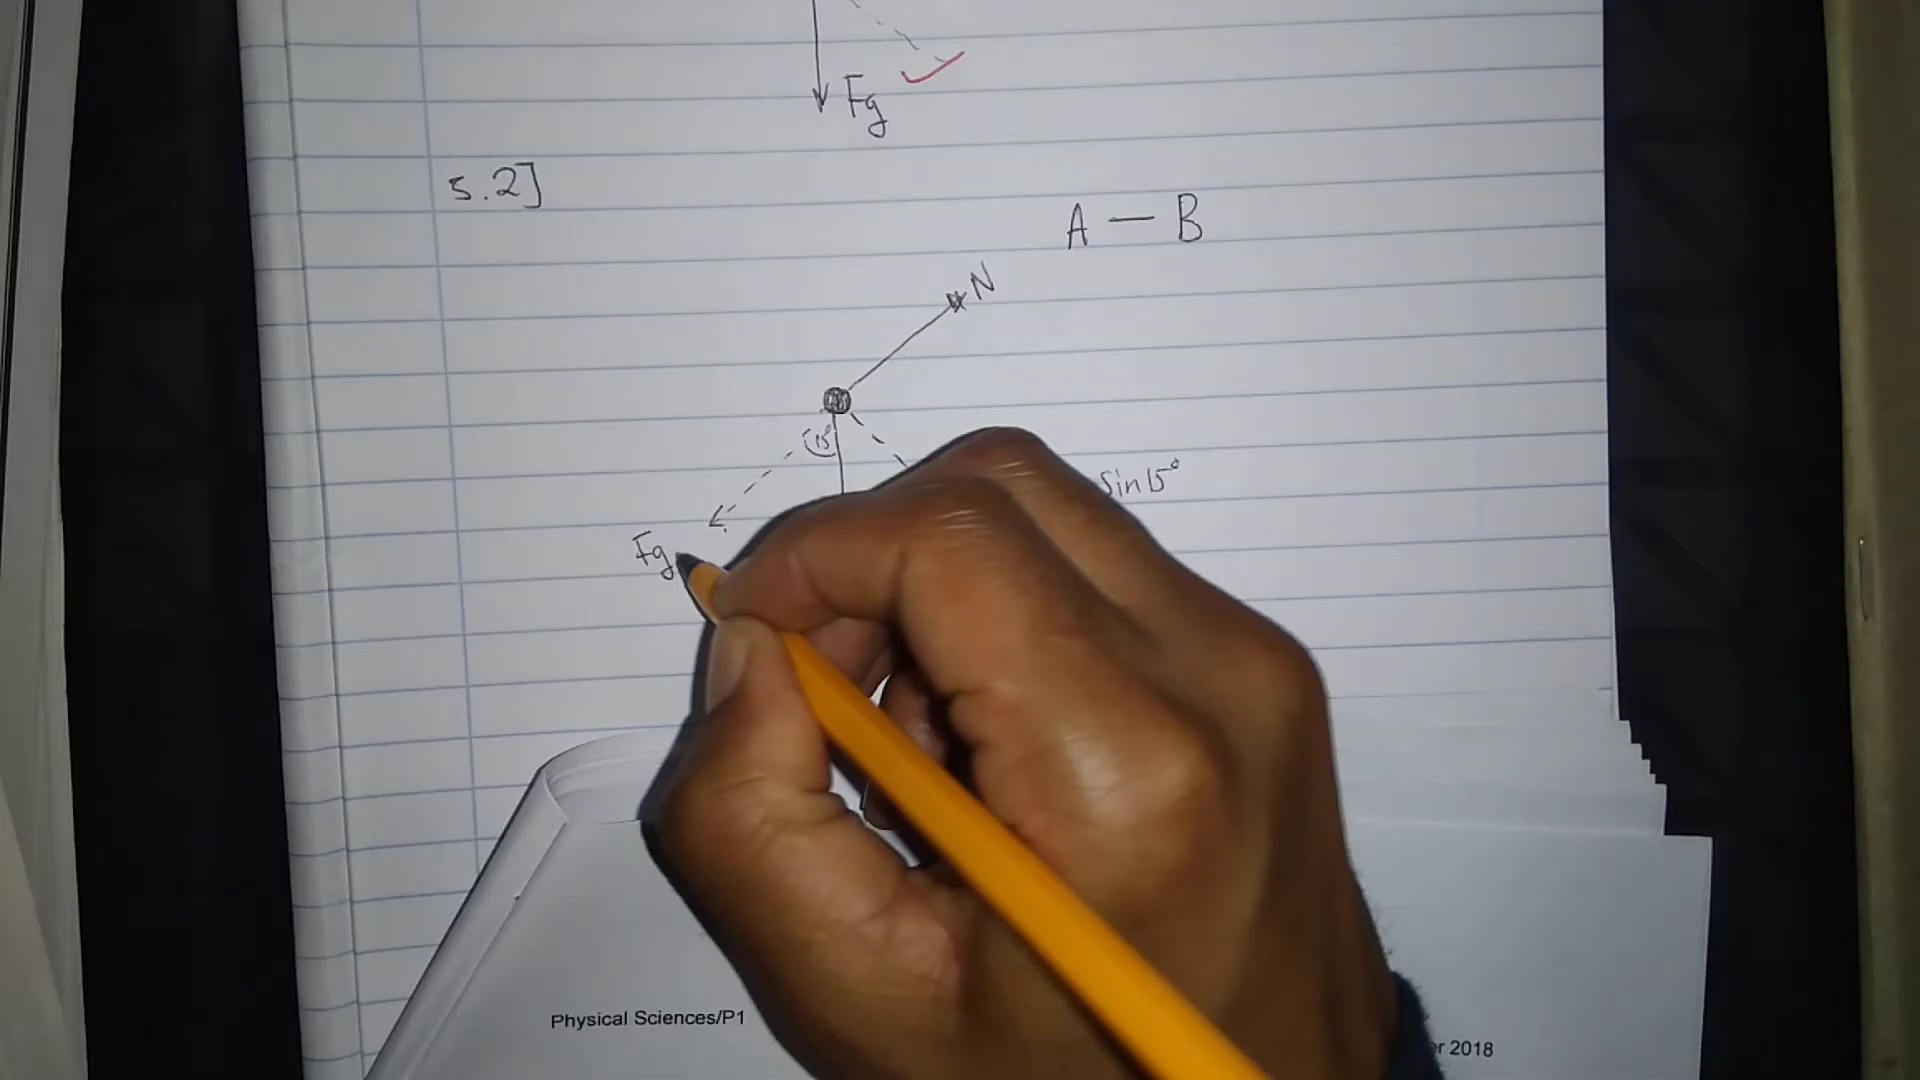 Fg
5.2]
A — B
N
15°
Sin 15°
Fg
Physical Sciences/P1
2018